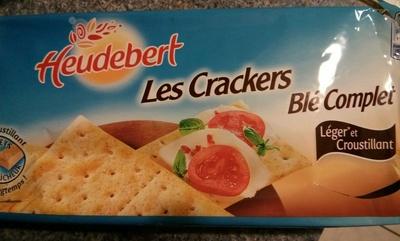 Heudebert
Les Crackers
Blé Complet
Léger* et
Croustillant